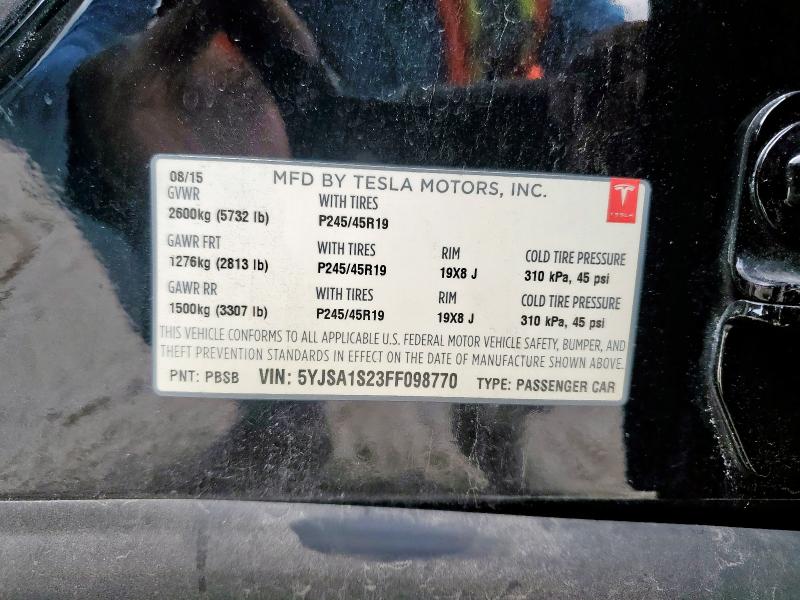 08/15
MFD BY TESLA MOTORS, INC.
TESLA
GVWR
WITH TIRES
2600kg (5732 lb)
P245/45R19
GAWR FRT
WITH TIRES
RIM
COLD TIRE PRESSURE
1276kg (2813 lb)
P245/45R19
19X8 J
310 kPa, 45 psi
GAWR RR
WITH TIRES
RIM
COLD TIRE PRESSURE
1500kg (3307 lb)
P245/45R19
19X8 J
310 kPa, 45 psi
THIS VEHICLE CONFORMS TO ALL APPLICABLE U.S. FEDERAL MOTOR VEHICLE SAFETY, BUMPER, AND
THEFT PREVENTION STANDARDS IN EFFECT ON THE DATE OF MANUFACTURE SHOWN ABOVE.
PNT: PBSB VIN: 5YJSA1S23FF098770 TYPE: PASSENGER CAR